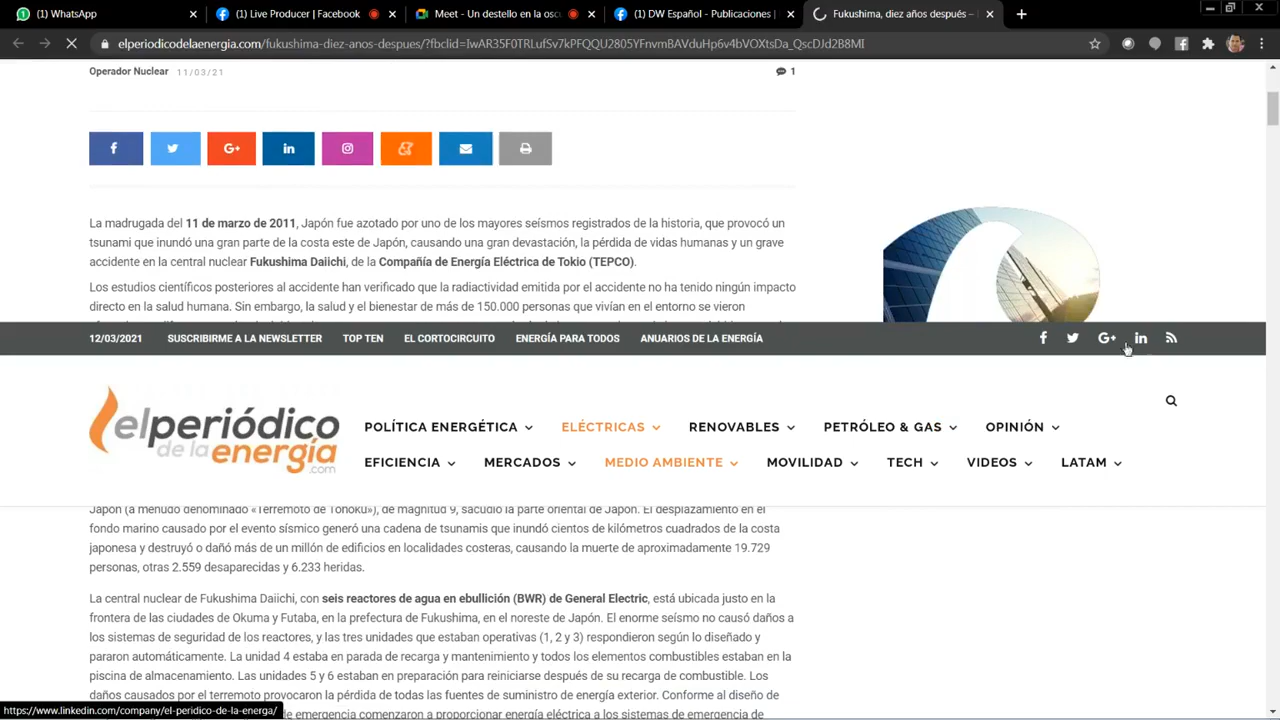 (1) WhatsApp
(1) Live Producer | Facebook
Meet - Un destello en la osc
(1) DW Español - Publicaciones |
Fukushima, diez años después –
elperiodicodelaenergia.com/fukushima-diez-anos-despues/?fbclid=IwAR35F0TRLufSv7kPFQQU2805YFnvmBAVduHp6v4bVOXtsDa_QscDJd2B8MI
Operador Nuclear 11/03/21
1
La madrugada del 11 de marzo de 2011, Japón fue azotado por uno de los mayores seísmos registrados de la historia, que provocó un
tsunami que inundó una gran parte de la costa este de Japón, causando una gran devastación, la pérdida de vidas humanas y un grave
accidente en la central nuclear Fukushima Daiichi, de la Compañía de Energía Eléctrica de Tokio (TEPCO).
Los estudios científicos posteriores al accidente han verificado que la radiactividad emitida por el accidente no ha tenido ningún impacto
directo en la salud humana. Sin embargo, la salud y el bienestar de más de 150.000 personas que vivían en el entorno se vieron
12/03/2021 SUSCRIBIRME A LA NEWSLETTER TOP TEN EL CORTOCIRCUITO ENERGÍA PARA TODOS ANUARIOS DE LA ENERGÍA
elperiódico
de la energía
.com
POLÍTICA ENERGÉTICA ELÉCTRICAS RENOVABLES PETRÓLEO & GAS OPINIÓN
EFICIENCIA MERCADOS MEDIO AMBIENTE MOVILIDAD TECH VIDEOS LATAM
Japón (a menudo denominado «Terremoto de Tohoku»), de magnitud 9, sacudió la parte oriental de Japón. El desplazamiento en el
fondo marino causado por el evento sísmico generó una cadena de tsunamis que inundó cientos de kilómetros cuadrados de la costa
japonesa y destruyó o dañó más de un millón de edificios en localidades costeras, causando la muerte de aproximadamente 19.729
personas, otras 2.559 desaparecidas y 6.233 heridas.
La central nuclear de Fukushima Daiichi, con seis reactores de agua en ebullición (BWR) de General Electric, está ubicada justo en la
frontera de las ciudades de Okuma y Futaba, en la prefectura de Fukushima, en el noreste de Japón. El enorme seísmo no causó daños a
los sistemas de seguridad de los reactores, y las tres unidades que estaban operativas (1, 2 y 3) respondieron según lo diseñado y
pararon automáticamente. La unidad 4 estaba en parada de recarga y mantenimiento y todos los elementos combustibles estaban en la
piscina de almacenamiento. Las unidades 5 y 6 estaban en preparación para reiniciarse después de su recarga de combustible. Los
daños causados por el terremoto provocaron la pérdida de todas las fuentes de suministro de energía exterior. Conforme al diseño de
de emergencia comenzaron a proporcionar energía eléctrica a los sistemas de emergencia de
https://www.linkedin.com/company/el-peridico-de-la-energa/